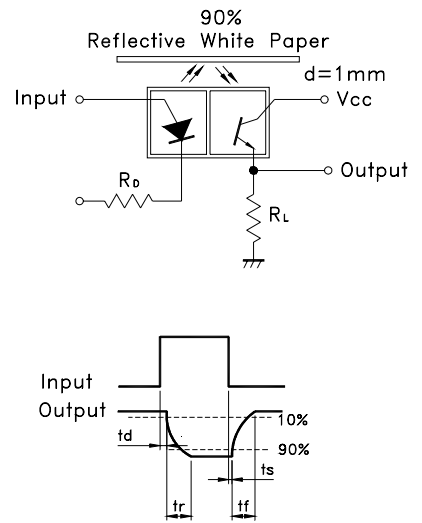 90%
Reflective White Paper
d=1mm
Input
Vcc
Output
RD
RL
Input
Output
10%
90%
td
ts
tr
tf